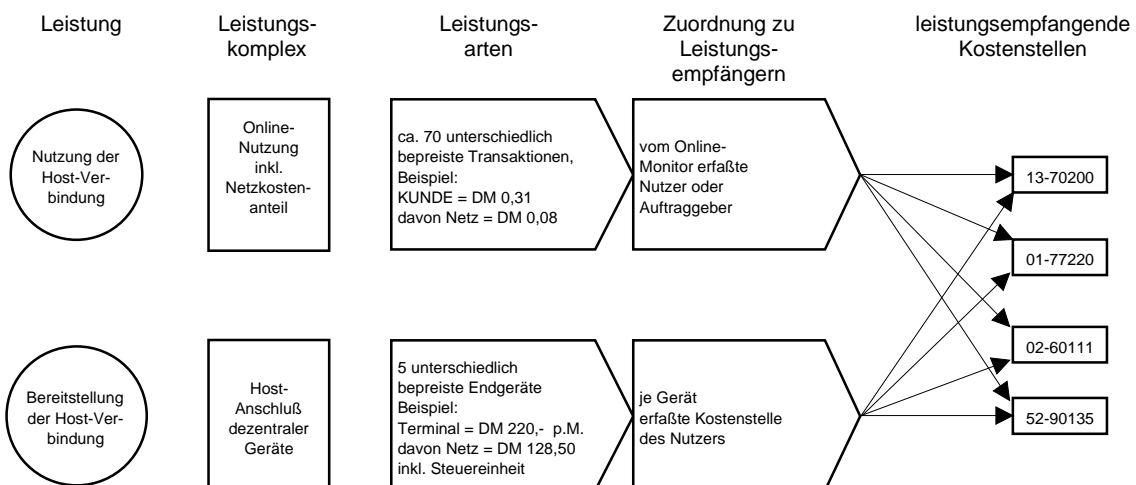 Leistung
Leistungs-
komplex
Leistungs-
arten
Zuordnung zu
Leistungs-
empfängern
leistungsempfangende
Kostenstellen
Nutzung der
Host-Ver-
bindung
Online-
Nutzung
inkl.
Netzkosten-
anteil
ca. 70 unterschiedlich
bepreiste Transaktionen,
Beispiel:
KUNDE = DM 0,31
davon Netz = DM 0,08
vom Online-
Monitor erfaßte
Nutzer oder
Auftraggeber
13-70200
01-77220
02-60111
52-90135
Bereitstellung
der Host-Ver-
bindung
Host-
Anschluß
dezentraler
Geräte
5 unterschiedlich
bepreiste Endgeräte
Beispiel:
Terminal = DM 220,- p.M.
davon Netz = DM 128,50
inkl. Steuereinheit
je Gerät
erfaßte Kostenstelle
des Nutzers